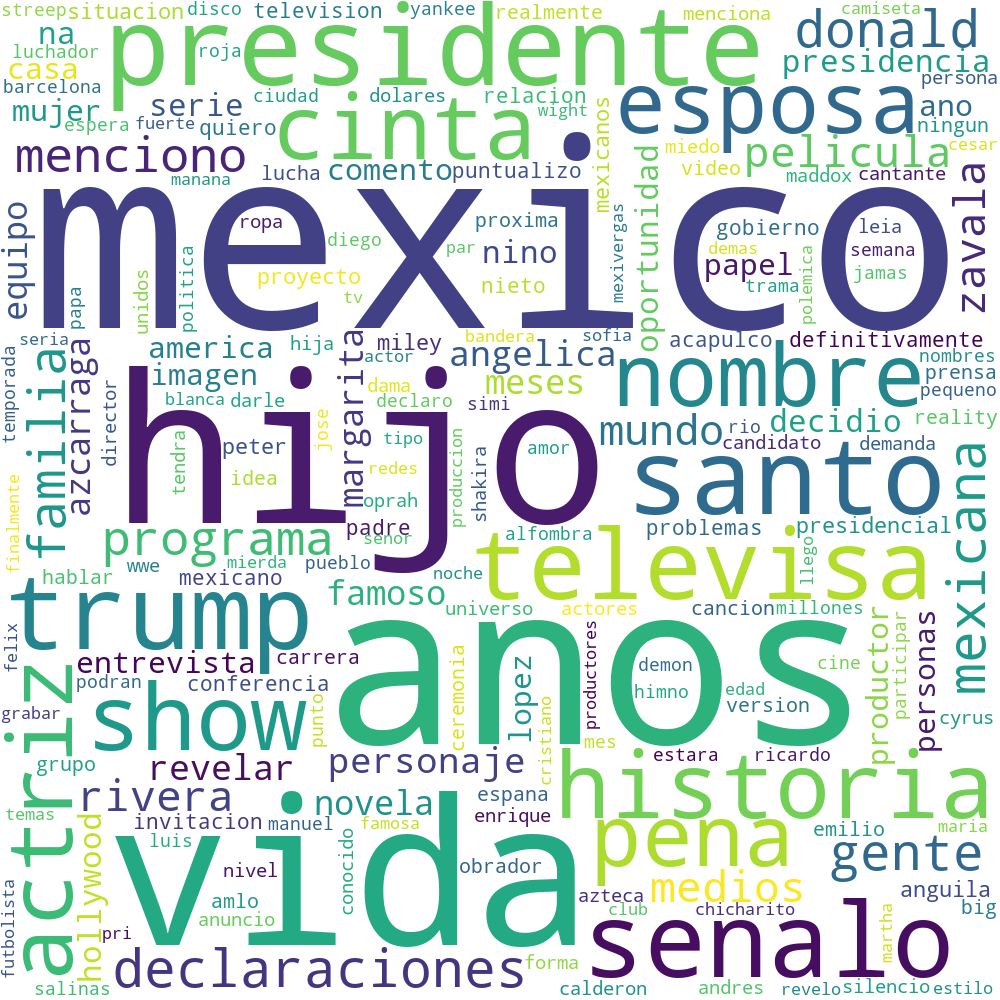 streep situacion disco television yankee realmente menciona camiseta
na luchador roja presidente donald
casa barcelona presidencia persona
mujer serie ciudad dolares relacion wight esposa ano
espera fuerte quiero cinta ningun cesar
menciono manana lucha comento puntualizo mexicanos oportunidad miedo video pelicula maddox cantante
equipo mexico zavala
ropa diego par proxima nino mexivergas gobierno demas papel trama polemica leia semana jamas
papa unidos politica proyecto tv nieto
seria america hija miley bandera sofia acapulco definitivamente
temporada familia azcarraga director imagen blanca darle margarita actor angelica nombre nombres prensa pequeno
dama declaro meses simi
hijo mundo rio decidio reality
tendra peter idea jose tipo redes oprah produccion shakira amor candidato demanda
finalmente programa padre senor santo mexicana
hablar wwe mierda mexicano pueblo noche alfombra problemas presidencial llego
trump famoso televisa
felix universo actores cancion millones
actriz entrevista carrera anos productor participar personas
podran conferencia punto ceremonia lopez productores demon himno edad version cine cyrus
grabar show cristiano mes
grupo revelar personaje estara ricardo
temas rivera novela espana historia
hollywood invitacion manuel famosa enrique pena emilio maria
luis vida gente
futbolista nivel conocido obrador azteca medios anguila
amlo anuncio club chicharito martha big
pri senalo
salinas declaraciones forma calderon andres revelo silencio estilo